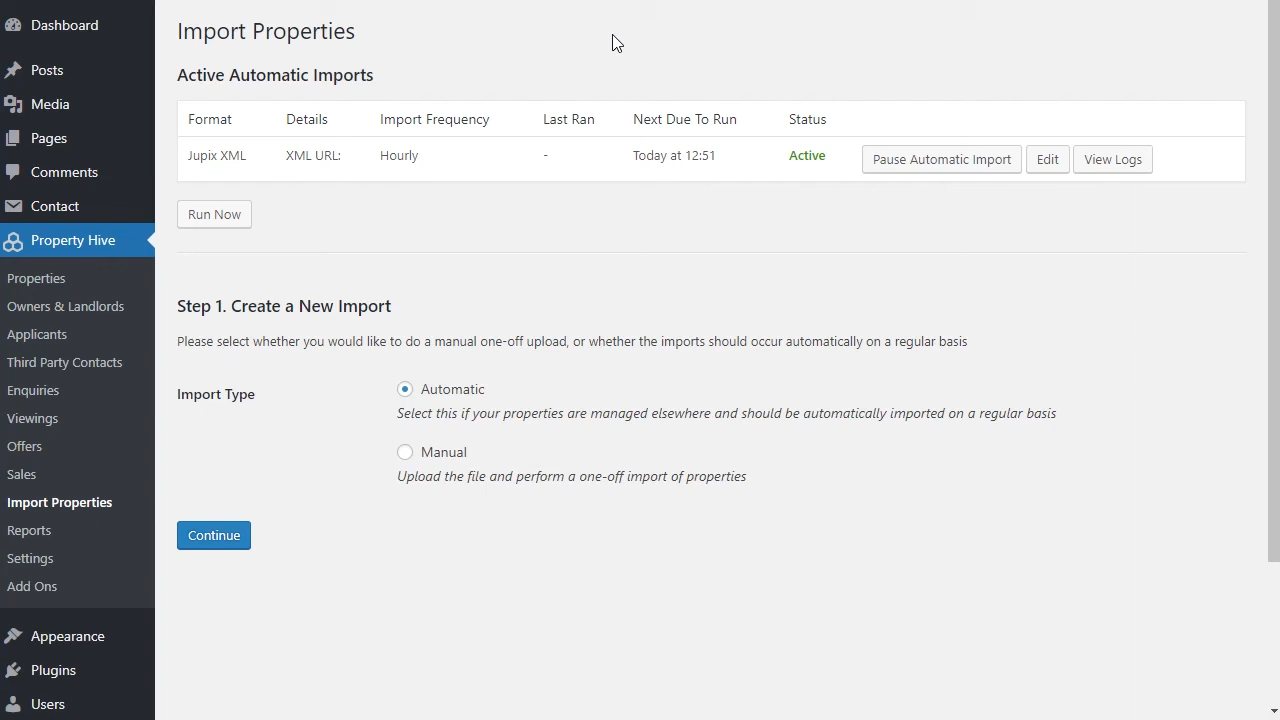 Dashboard
Posts
Media
Pages
Comments
Contact
Property Hive
Properties
Owners & Landlords
Applicants
Third Party Contacts
Enquiries
Viewings
Offers
Sales
Import Properties
Reports
Settings
Add Ons
Appearance
Plugins
Users
Import Properties
Active Automatic Imports
Format Details Import Frequency Last Ran Next Due To Run Status
Jupix XML XML URL: Hourly - Today at 12:51 Active Pause Automatic Import Edit View Logs
Run Now
Step 1. Create a New Import
Please select whether you would like to do a manual one-off upload, or whether the imports should occur automatically on a regular basis
Import Type
Automatic
Select this if your properties are managed elsewhere and should be automatically imported on a regular basis
Manual
Upload the file and perform a one-off import of properties
Continue